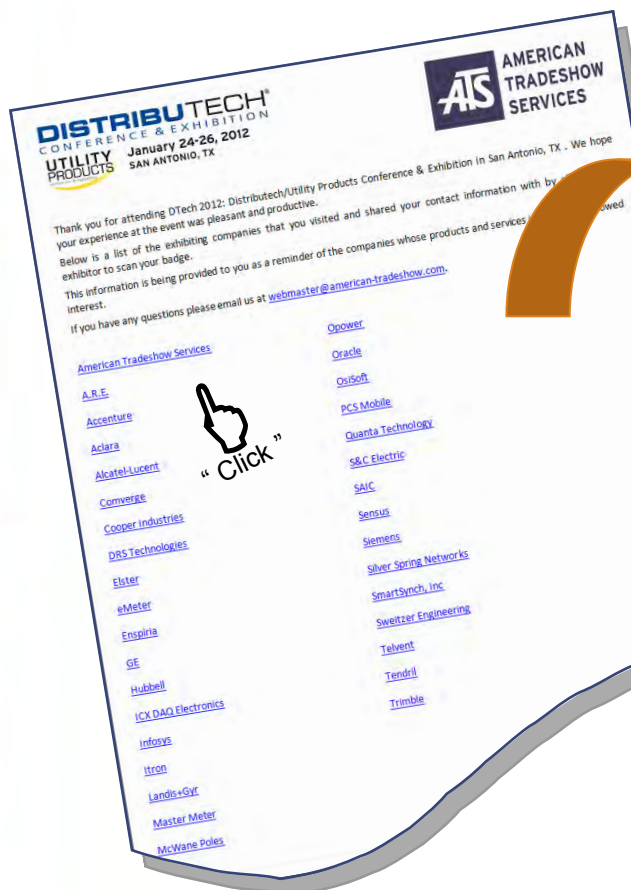 DISTRIBUTECH®
CONFERENCE & EXHIBITION
UTILITY PRODUCTS
January 24-26, 2012
SAN ANTONIO, TX
ATS
AMERICAN
TRADESHOW
SERVICES
Thank you for attending DTech 2012: Distributech/Utility Products Conference & Exhibition in San Antonio, TX . We hope
your experience at the event was pleasant and productive.
Below is a list of the exhibiting companies that you visited and shared your contact information with by
exhibitor to scan your badge.
This information is being provided to you as a reminder of the companies whose products and services
interest.
If you have any questions please email us at webmaster@american-tradeshow.com.
American Tradeshow Services
A.R.E.
Accenture
Aclara
Alcatel-Lucent
Comverge
Cooper Industries
DRS Technologies
Elster
eMeter
Enspiria
GE
Hubbell
ICX DAQ Electronics
Infosys
Itron
Landis+Gyr
Master Meter
McWane Poles
Opower
Oracle
OsiSoft
PCS Mobile
Quanta Technology
S&C Electric
SAIC
Sensus
Siemens
Silver Spring Networks
SmartSynch, Inc
Sweitzer Engineering
Telvent
Tendril
Trimble
“ Click ”